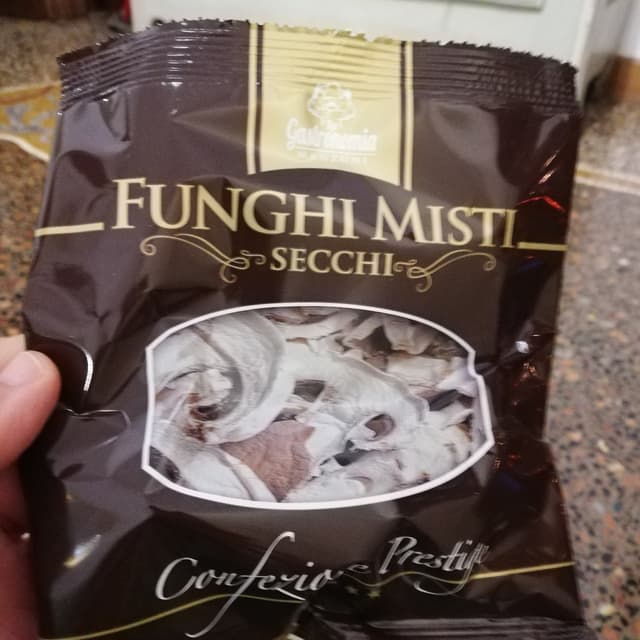 FUNGHI MISTI
SECCHI
Confezione Prestige